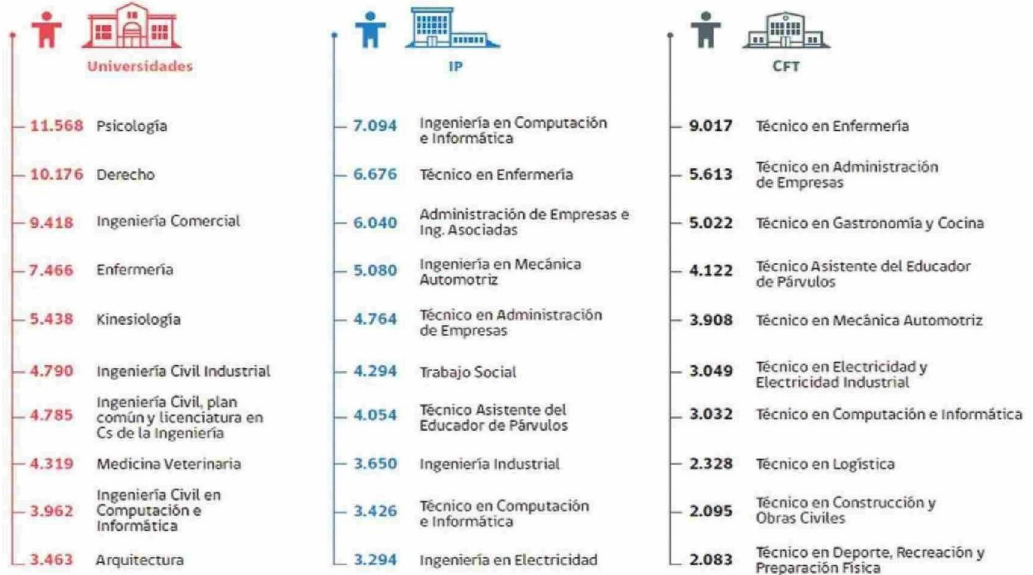 Universidades
11.568 Psicología
10.176 Derecho
9.418 Ingeniería Comercial
7.466 Enfermería
5.438 Kinesiología
4.790 Ingeniería Civil Industrial
4.785 Ingeniería Civil, plan
común y licenciatura en
Cs de la Ingeniería
4.319 Medicina Veterinaria
3.962 Ingeniería Civil en
Computación e
Informática
3.463 Arquitectura
IP
7.094 Ingeniería en Computación
e Informática
6.676 Técnico en Enfermería
6.040 Administración de Empresas e
Ing. Asociadas
5.080 Ingeniería en Mecánica
Automotriz
4.764 Técnico en Administración
de Empresas
4.294 Trabajo Social
4.054 Técnico Asistente del
Educador de Párvulos
3.650 Ingeniería Industrial
3.426 Técnico en Computación
e Informática
3.294 Ingeniería en Electricidad
CFT
9.017 Técnico en Enfermería
5.613 Técnico en Administración
de Empresas
5.022 Técnico en Gastronomía y Cocina
4.122 Técnico Asistente del Educador
de Párvulos
3.908 Técnico en Mecánica Automotriz
3.049 Técnico en Electricidad y
Electricidad Industrial
3.032 Técnico en Computación e Informática
2.328 Técnico en Logística
2.095 Técnico en Construcción y
Obras Civiles
2.083 Técnico en Deporte, Recreación y
Preparación Física